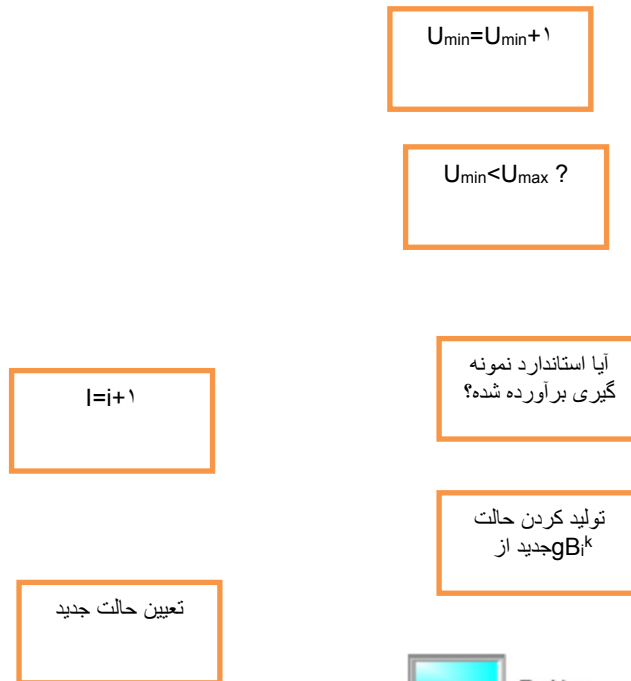 Umin=Umin+۱
Umin<Umax ?
آیا استاندارد نمونه
گیری برآورده شده؟
I=i+۱
تولید کردن حالت
جدید از gBiᵏ
تعیین حالت جدید